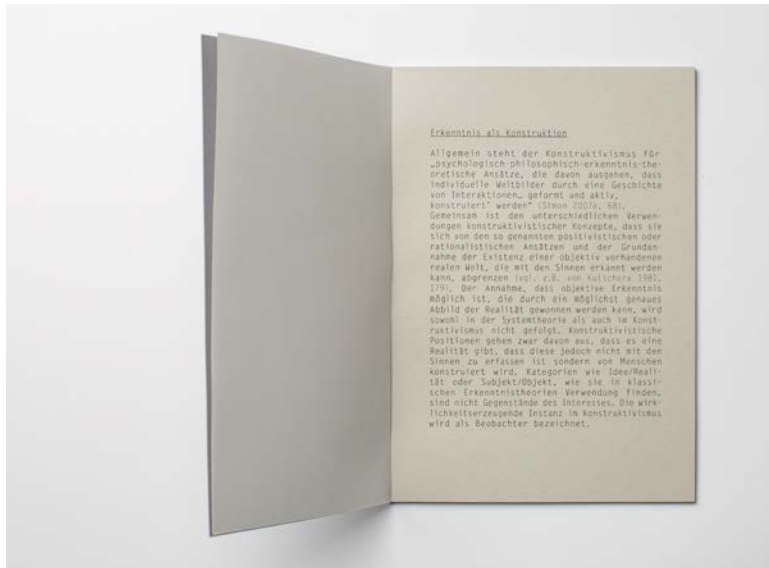 Erkenntnis als Konstruktion
Allgemein steht der Konstruktivismus für
„psychologisch-philosophisch-erkenntnis-the-
oretische Ansätze, die davon ausgehen, dass
individuelle Weltbilder durch eine Geschichte
von Interaktionen… geformt und aktiv‚
konstruiert' werden“ (Simon 2007a, 68).
Gemeinsam ist den unterschiedlichen Verwen-
dungen konstruktivistischer Konzepte, dass sie
sich von den so genannten positivistischen oder
rationalistischen Ansätzen und der Grundan-
nahme der Existenz einer objektiv vorhandenen
realen Welt, die mit den Sinnen erkannt werden
kann, abgrenzen (vgl. z.B. von Kutschera 1981,
179). Der Annahme, dass objektive Erkenntnis
möglich ist, die durch ein möglichst genaues
Abbild der Realität gewonnen werden kann, wird
sowohl in der Systemtheorie als auch im Konst-
ruktivismus nicht gefolgt. Konstruktivistische
Positionen gehen zwar davon aus, dass es eine
Realität gibt, dass diese jedoch nicht mit den
Sinnen zu erfassen ist sondern von Menschen
konstruiert wird. Kategorien wie Idee/Reali-
tät oder Subjekt/Objekt, wie sie in klassi-
schen Erkenntnistheorien Verwendung finden,
sind nicht Gegenstände des Interesses. Die wirk-
lichkeitserzeugende Instanz im Konstruktivismus
wird als Beobachter bezeichnet.